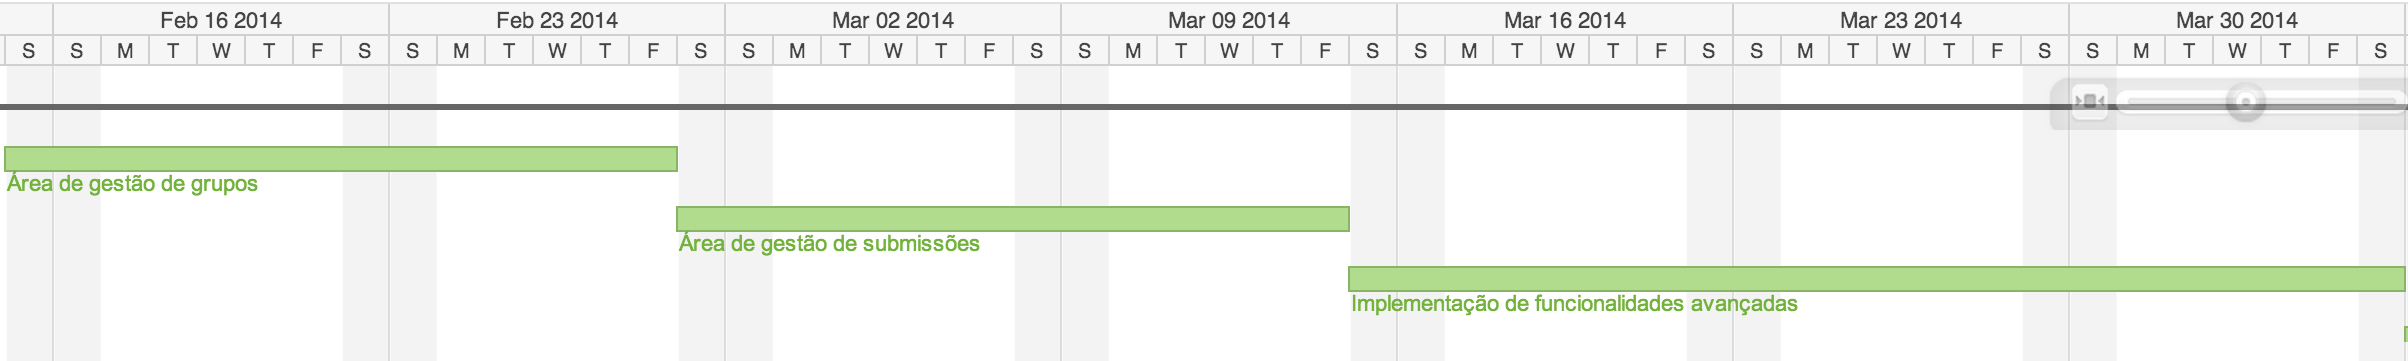 Feb 16 2014 Feb 23 2014 Mar 02 2014 Mar 09 2014 Mar 16 2014 Mar 23 2014 Mar 30 2014
S S M T W T F S S M T W T F S S M T W T F S S M T W T F S S M T W T F S S M T W T F S S M T W T F S
Área de gestão de grupos
Área de gestão de submissões
Implementação de funcionalidades avançadas